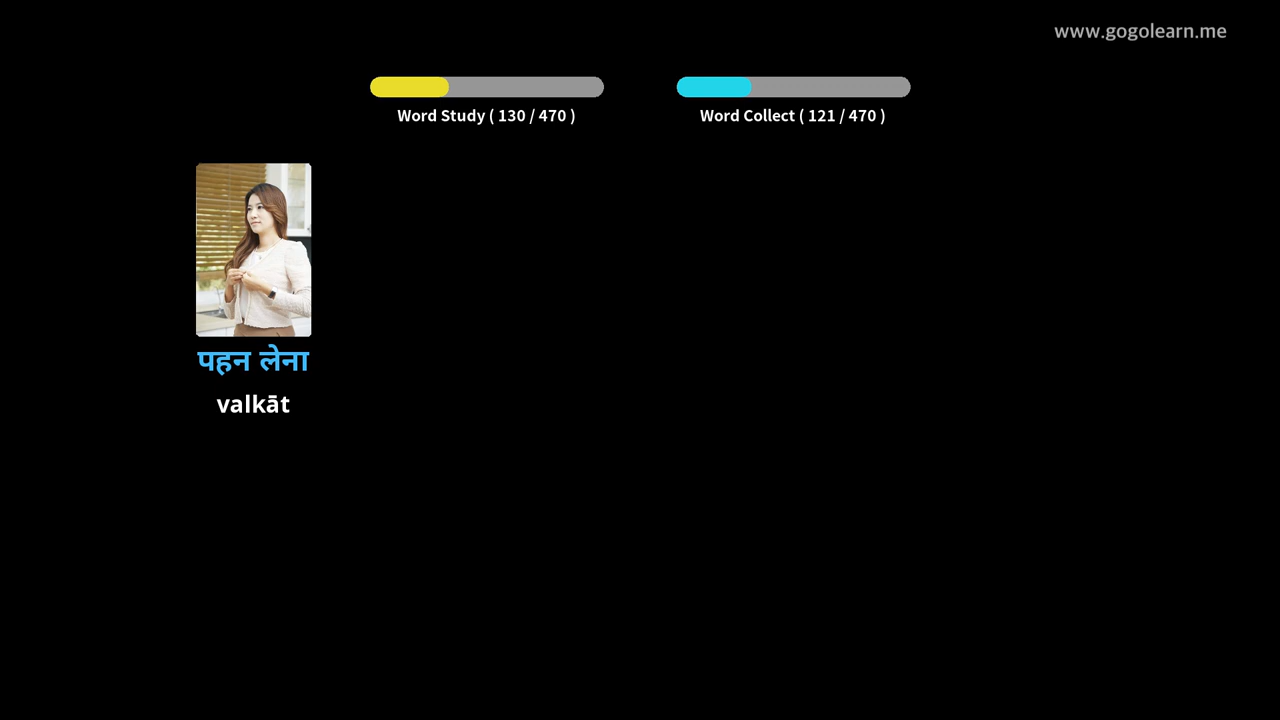 www.gogolearn.me
Word Study ( 130 / 470 )
Word Collect ( 121 / 470 )
पहन लेना
valkāt